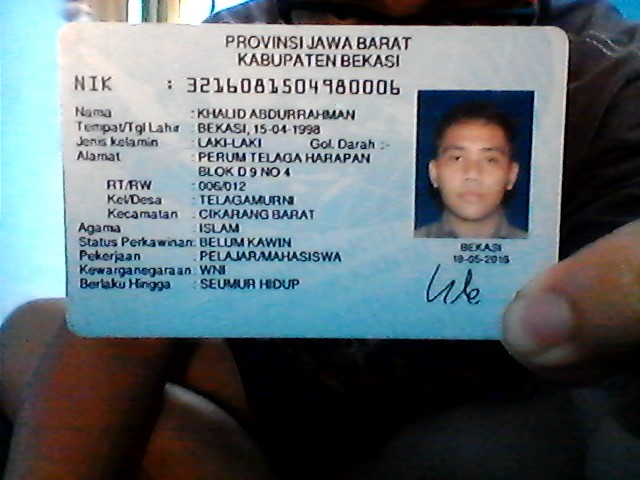 PROVINSI JAWA BARAT
KABUPATEN BEKASI
NIK : 3216081504980006
Nama : KHALID ABDURRAHMAN
Tempat/Tgl Lahir : BEKASI, 15-04-1998
Jenis kelamin : LAKI-LAKI Gol. Darah :-
Alamat : PERUM TELAGA HARAPAN
BLOK D 9 NO 4
RT/RW : 006/012
Kel/Desa : TELAGAMURNI
Kecamatan : CIKARANG BARAT
Agama : ISLAM
Status Perkawinan: BELUM KAWIN
Pekerjaan : PELAJAR/MAHASISWA
Kewarganegaraan: WNI
Berlaku Hingga : SEUMUR HIDUP
BEKASI
18-05-2016